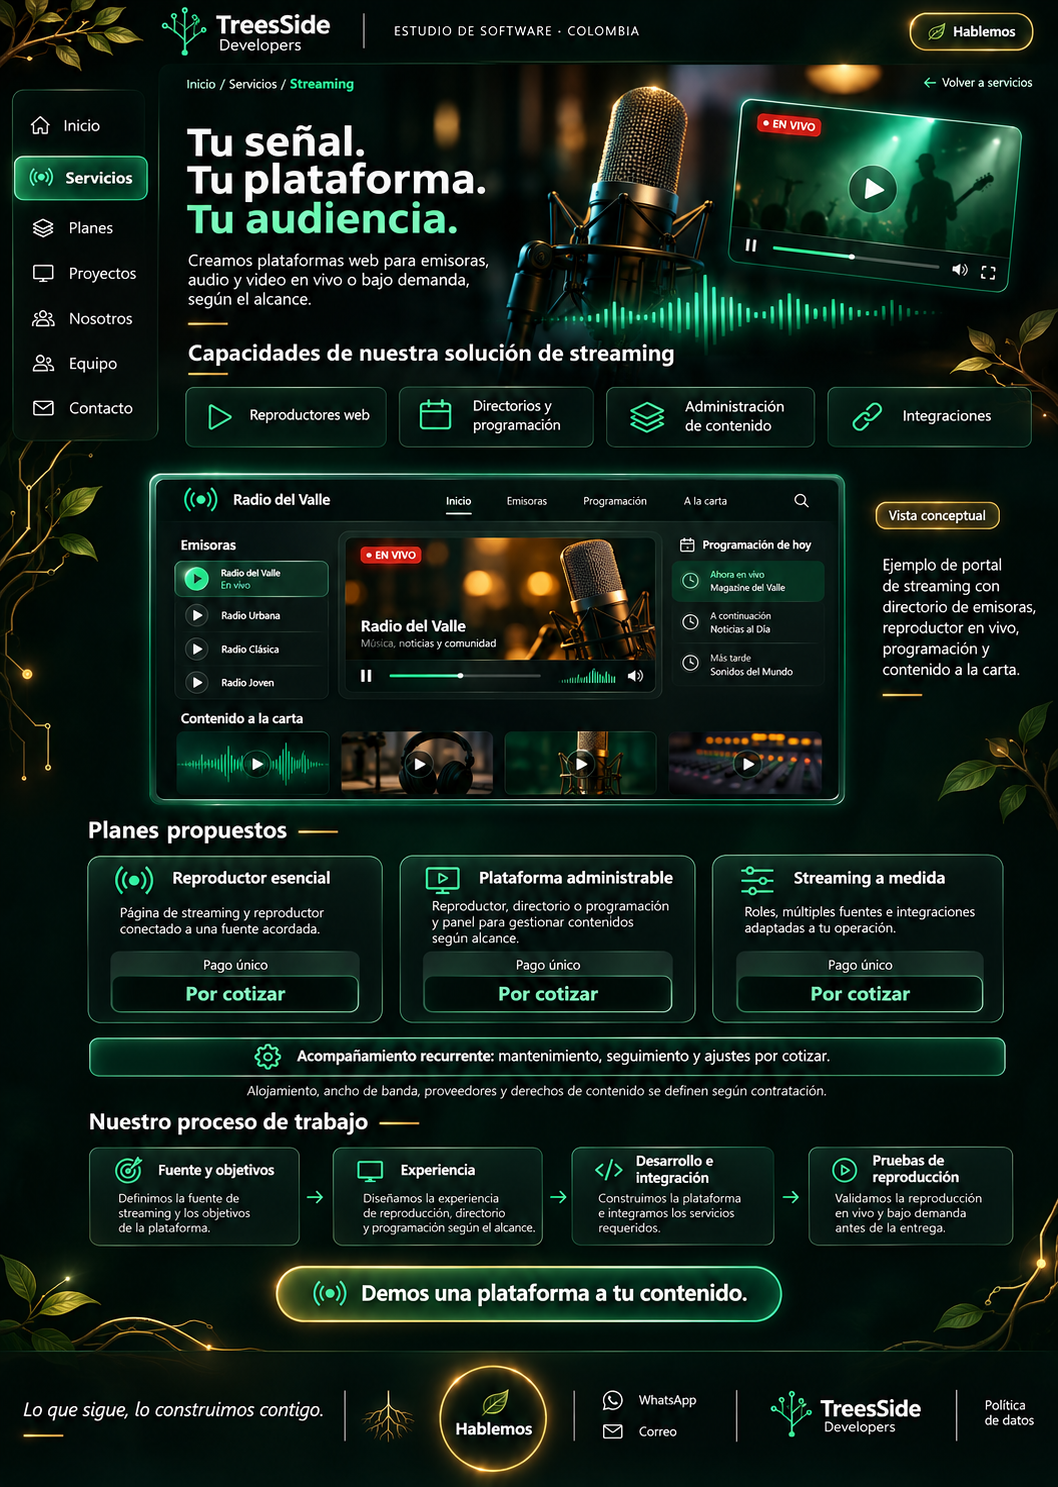 TreesSide
Developers
ESTUDIO DE SOFTWARE · COLOMBIA
Hablemos
Inicio / Servicios / Streaming
← Volver a servicios
Inicio
Servicios
Planes
Proyectos
Nosotros
Equipo
Contacto
Tu señal.
Tu plataforma.
Tu audiencia.
Creamos plataformas web para emisoras,
audio y video en vivo o bajo demanda,
según el alcance.
EN VIVO
Capacidades de nuestra solución de streaming
Reproductores web
Directorios y
programación
Administración
de contenido
Integraciones
Radio del Valle
Inicio
Emisoras
Programación
A la carta
Emisoras
Radio del Valle
En vivo
Radio Urbana
Radio Clásica
Radio Joven
EN VIVO
Radio del Valle
Música, noticias y comunidad
Programación de hoy
Ahora en vivo
Magazine del Valle
A continuación
Noticias al Día
Más tarde
Sonidos del Mundo
Contenido a la carta
Vista conceptual
Ejemplo de portal
de streaming con
directorio de emisoras,
reproductor en vivo,
programación y
contenido a la carta.
Planes propuestos
Reproductor esencial
Página de streaming y reproductor
conectado a una fuente acordada.
Pago único
Por cotizar
Plataforma administrable
Reproductor, directorio o programación
y panel para gestionar contenidos
según alcance.
Pago único
Por cotizar
Streaming a medida
Roles, múltiples fuentes e integraciones
adaptadas a tu operación.
Pago único
Por cotizar
Acompañamiento recurrente: mantenimiento, seguimiento y ajustes por cotizar.
Alojamiento, ancho de banda, proveedores y derechos de contenido se definen según contratación.
Nuestro proceso de trabajo
Fuente y objetivos
Definimos la fuente de
streaming y los objetivos
de la plataforma.
Experiencia
Diseñamos la experiencia
de reproducción, directorio
y programación según el alcance.
Desarrollo e
integración
Construimos la plataforma
e integramos los servicios
requeridos.
Pruebas de
reproducción
Validamos la reproducción
en vivo y bajo demanda
antes de la entrega.
Demos una plataforma a tu contenido.
Lo que sigue, lo construimos contigo.
Hablemos
WhatsApp
Correo
TreesSide
Developers
Política
de datos